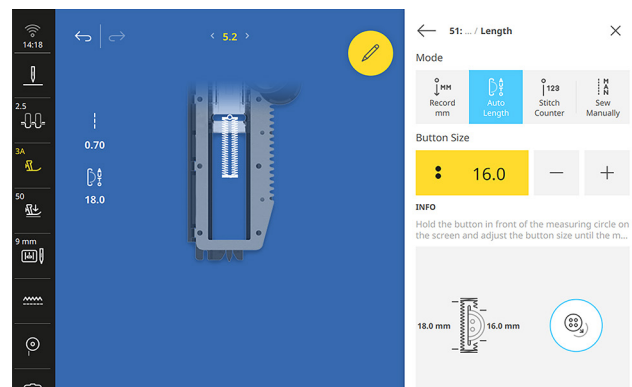 14:18
2.5
3A
50
9 mm
5.2
0.70
18.0
51: ... / Length
Mode
MM
Record
mm
Auto
Length
123
Stitch
Counter
MAN
Sew
Manually
Button Size
16.0
INFO
Hold the button in front of the measuring circle on
the screen and adjust the button size until the m...
18.0 mm
16.0 mm